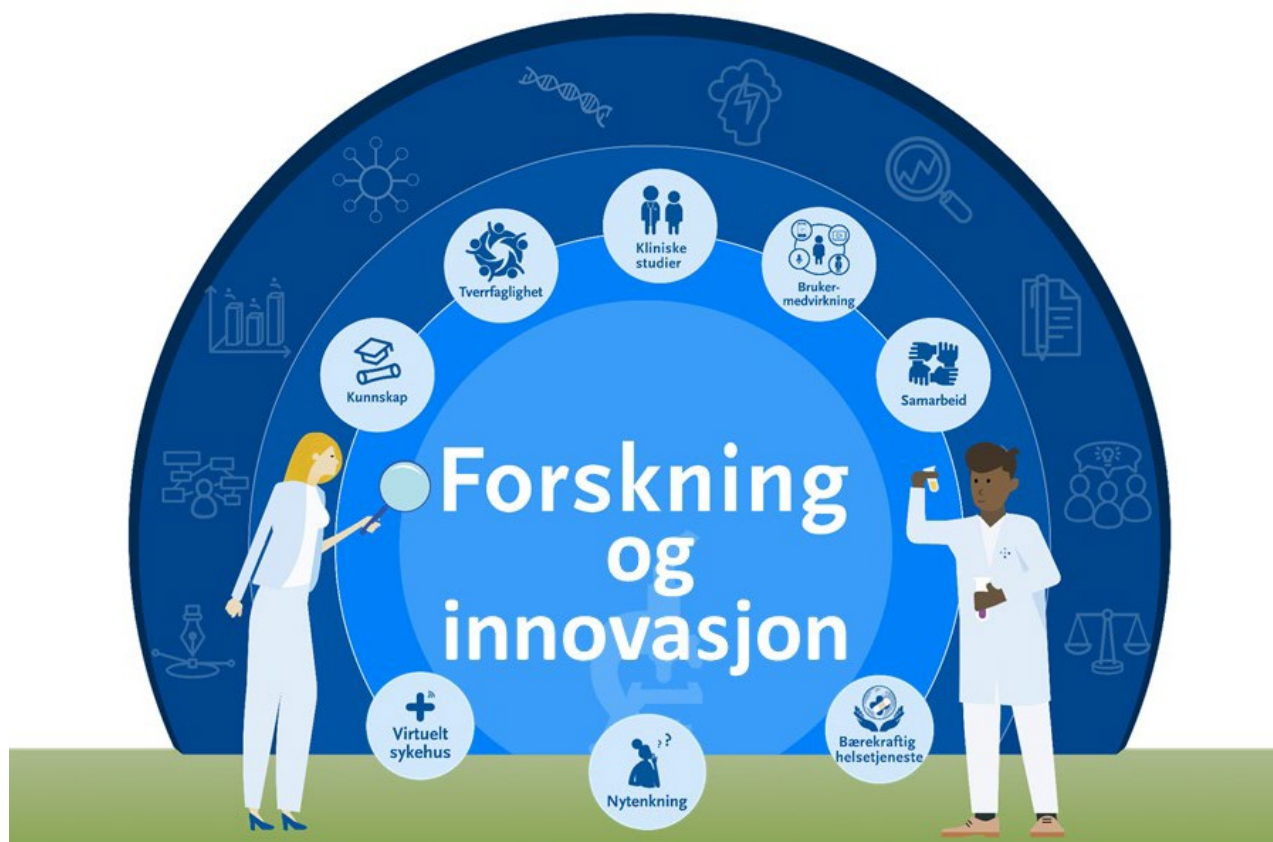 Kliniske
studier
Tverrfaglighet
Bruker-
medvirkning
Kunnskap
Samarbeid
Forskning
og
innovasjon
Virtuelt
sykehus
??
Nytenkning
Bærekraftig
helsetjeneste